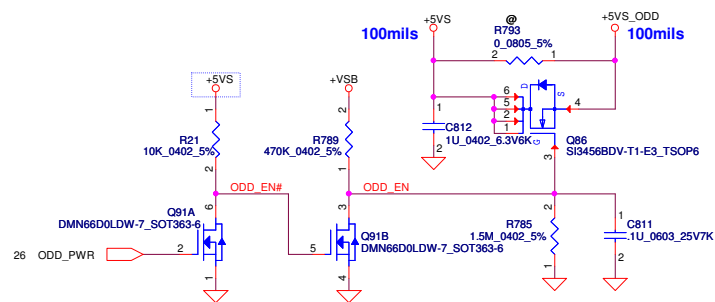 +5VS
@
+5VS_ODD
100mils
R793
100mils
0_0805_5%
2
1
+5VS
+VSB
6
D
S
5
4
2
1
1
2
1
C812
G
Q86
R21
R789
1U_0402_6.3V6K
SI3456BDV-T1-E3_TSOP6
10K_0402_5%
470K_0402_5%
2
3
2
1
ODD_EN#
ODD_EN
6
3
2
1
Q91A
Q91B
R785
C811
DMN66D0LDW-7_SOT363-6
DMN66D0LDW-7_SOT363-6
1.5M_0402_5%
.1U_0603_25V7K
26
ODD_PWR
2
5
1
4
1
2